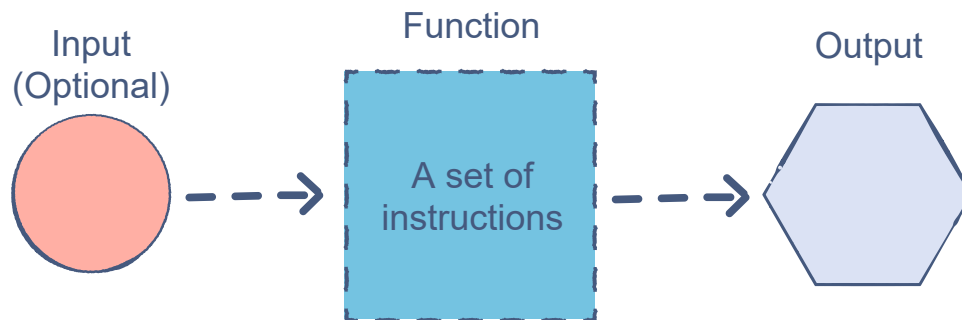 Input
(Optional)
Function
A set of
instructions
Output